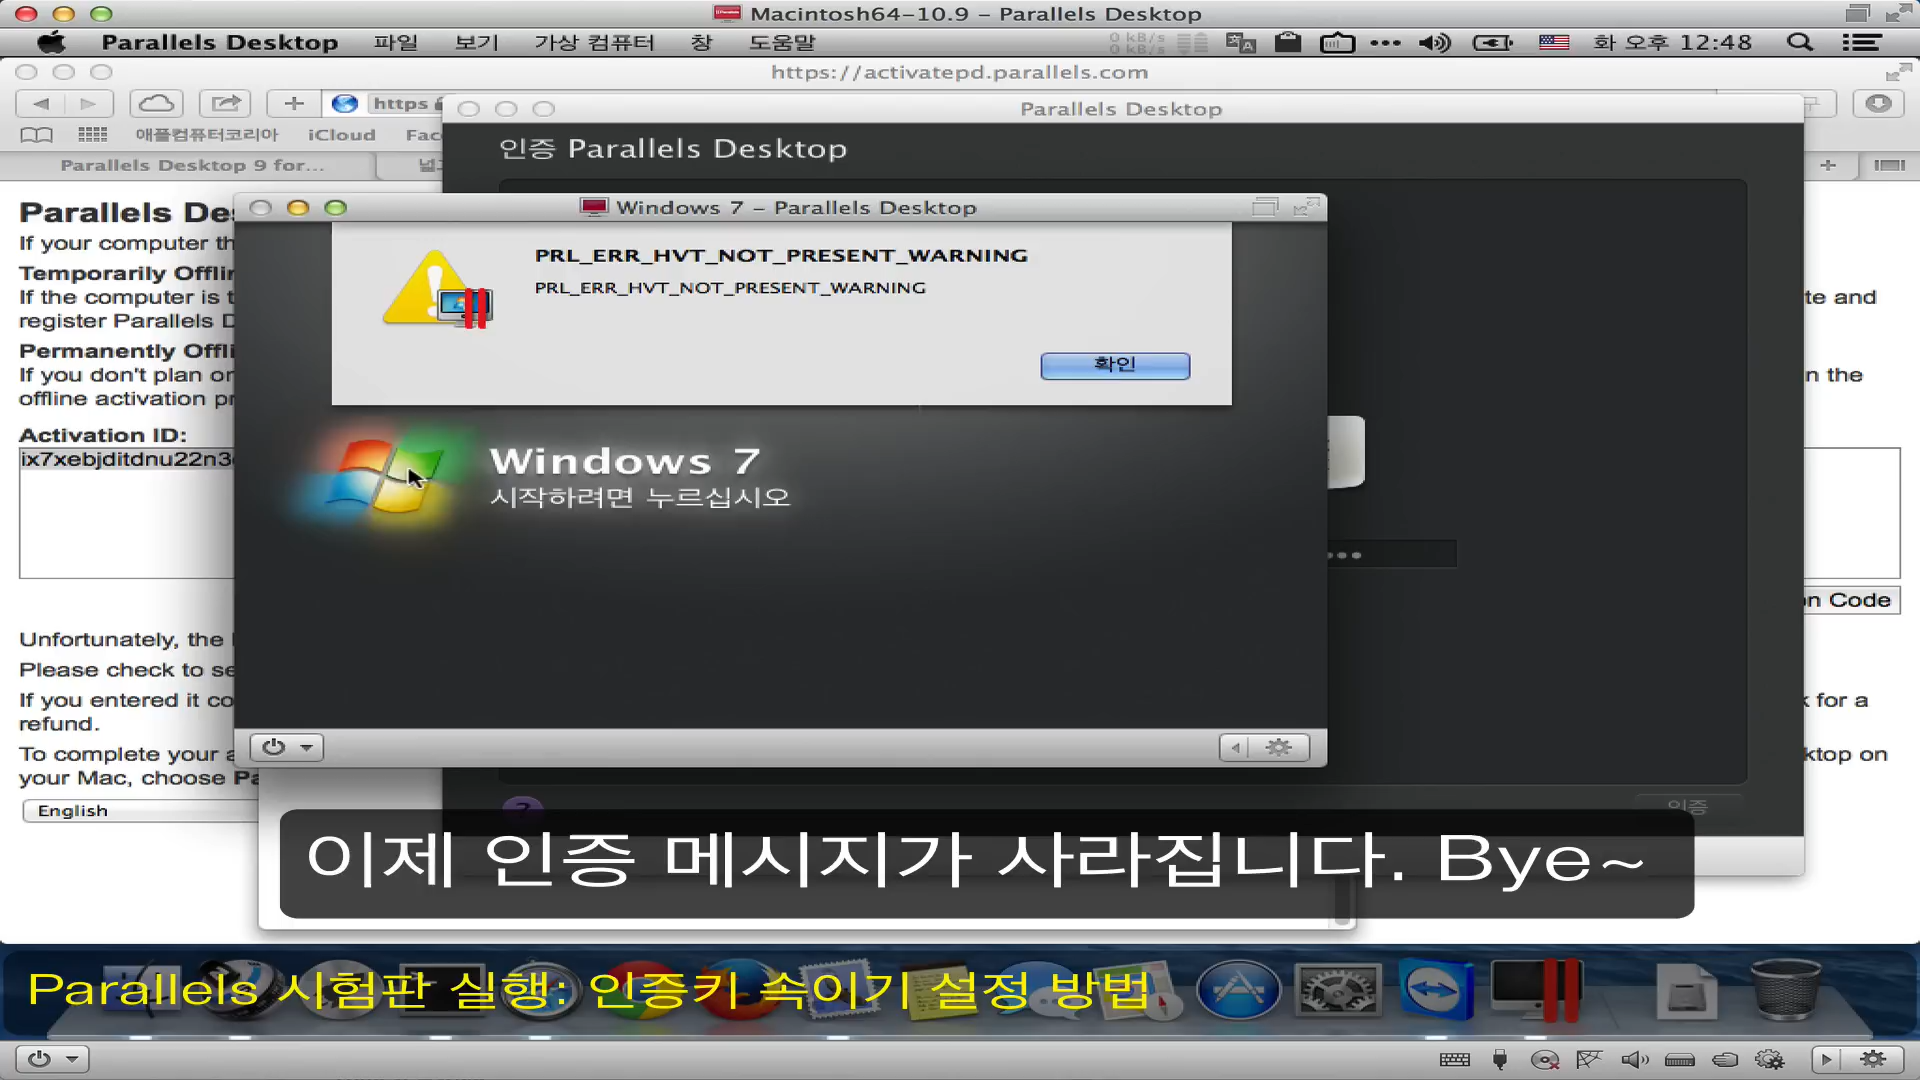 Macintosh64-10.9 – Parallels Desktop
Parallels Desktop 파일 보기 가상 컴퓨터 창 도움말
0 kB/s
0 kB/s
화 오후 12:48
https://activatepd.parallels.com
https
Parallels Desktop
애플컴퓨터코리아 iCloud Fac
인증 Parallels Desktop
Parallels Desktop 9 for...
Windows 7 – Parallels Desktop
Parallels De
If your computer th
Temporarily Offlin
If the computer is t
te and
register Parallels D
Permanently Offli
If you don't plan or
n the
offline activation pr
PRL_ERR_HVT_NOT_PRESENT_WARNING
PRL_ERR_HVT_NOT_PRESENT_WARNING
확인
Activation ID:
ix7xebjditdnu22n3
Windows 7
시작하려면 누르십시오
n Code
Unfortunately, the
Please check to se
If you entered it co
k for a
refund.
To complete your a
ktop on
your Mac, choose Pa
English
인증
이제 인증 메시지가 사라집니다. Bye~
Parallels 시험판 실행: 인증키 속이기 설정 방법